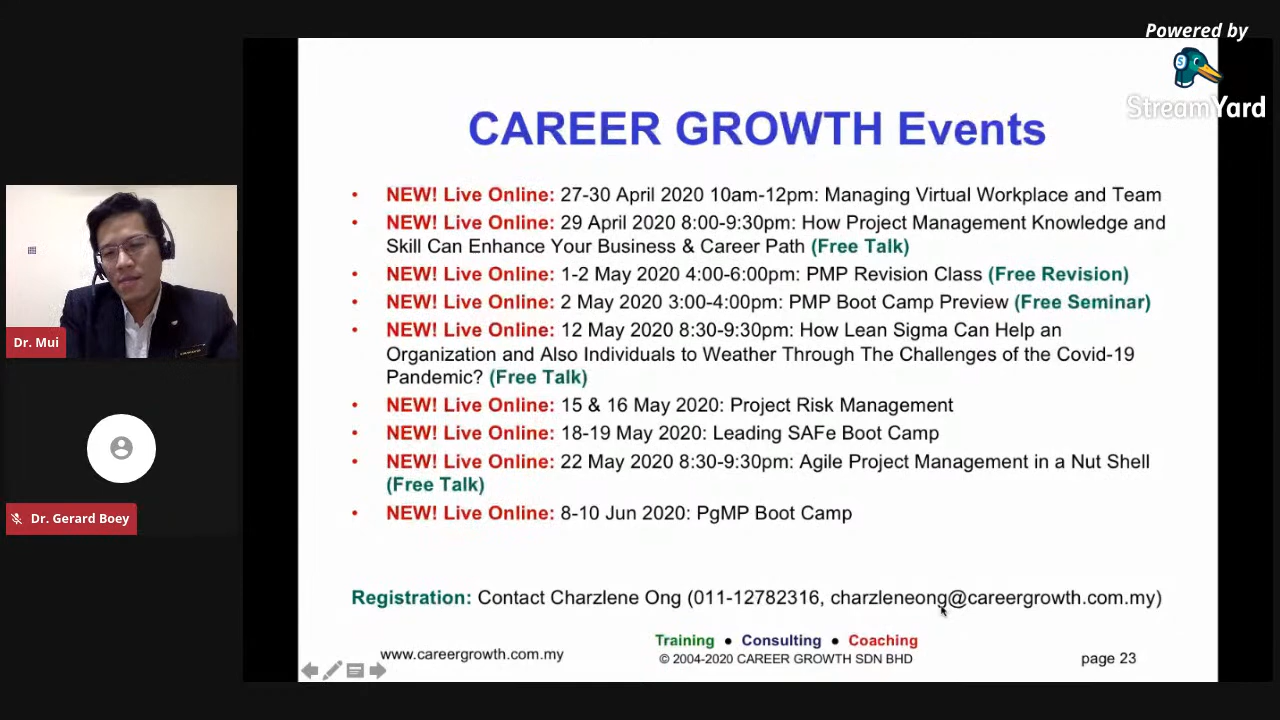 Powered by
StreamYard
CAREER GROWTH Events
• NEW! Live Online: 27-30 April 2020 10am-12pm: Managing Virtual Workplace and Team
• NEW! Live Online: 29 April 2020 8:00-9:30pm: How Project Management Knowledge and
Skill Can Enhance Your Business & Career Path (Free Talk)
• NEW! Live Online: 1-2 May 2020 4:00-6:00pm: PMP Revision Class (Free Revision)
• NEW! Live Online: 2 May 2020 3:00-4:00pm: PMP Boot Camp Preview (Free Seminar)
• NEW! Live Online: 12 May 2020 8:30-9:30pm: How Lean Sigma Can Help an
Organization and Also Individuals to Weather Through The Challenges of the Covid-19
Pandemic? (Free Talk)
• NEW! Live Online: 15 & 16 May 2020: Project Risk Management
• NEW! Live Online: 18-19 May 2020: Leading SAFe Boot Camp
• NEW! Live Online: 22 May 2020 8:30-9:30pm: Agile Project Management in a Nut Shell
(Free Talk)
• NEW! Live Online: 8-10 Jun 2020: PgMP Boot Camp
Registration: Contact Charzlene Ong (011-12782316, charzleneong@careergrowth.com.my)
Training • Consulting • Coaching
www.careergrowth.com.my
© 2004-2020 CAREER GROWTH SDN BHD
page 23
Dr. Mui
Dr. Gerard Boey